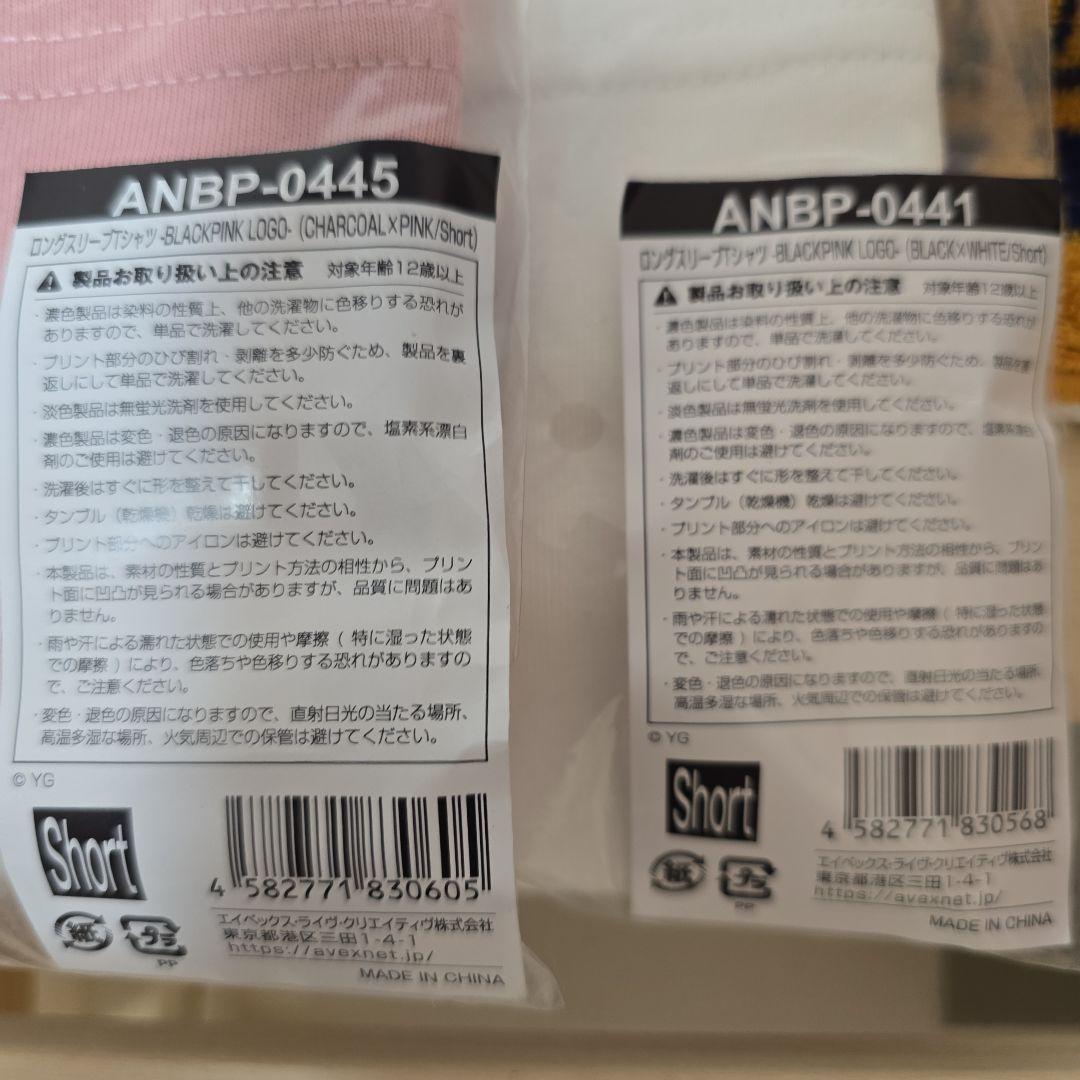 ANBP-0445
ロングスリーブTシャツ -BLACKPINK LOGO- (CHARCOAL×PINK/Short)
製品お取り扱い上の注意 対象年齢12歳以上
・濃色製品は染料の性質上、他の洗濯物に色移りする恐れが
ありますので、単品で洗濯してください。
・プリント部分のひび割れ・剥離を多少防ぐため、製品を裏
返しにして単品で洗濯してください。
・淡色製品は無蛍光洗剤を使用してください。
・濃色製品は変色・退色の原因になりますので、塩素系漂白
剤のご使用は避けてください。
・洗濯後はすぐに形を整えて干してください。
・タンブル（乾燥機）乾燥は避けてください。
・プリント部分へのアイロンは避けてください。
・本製品は、素材の性質とプリント方法の相性から、プリン
ト面に凹凸が見られる場合がありますが、品質に問題はあ
りません。
・雨や汗による濡れた状態での使用や摩擦（特に湿った状態
での摩擦）により、色落ちや色移りする恐れがありますの
で、ご注意ください。
・変色・退色の原因になりますので、直射日光の当たる場所、
高温多湿な場所、火気周辺での保管は避けてください。
© YG
Short
4 582771 830605
紙
プラ
PP
エイベックス・ライヴ・クリエイティヴ株式会社
東京都港区三田1-4-1
https://avexnet.jp/
MADE IN CHINA
ANBP-0441
ロングスリーブTシャツ -BLACKPINK LOGO- (BLACK×WHITE/Short)
製品お取り扱い上の注意 対象年齢12歳以上
・濃色製品は染料の性質上、他の洗濯物に色移りする恐れが
ありますので、単品で洗濯してください。
・プリント部分のひび割れ・剥離を多少防ぐため、製品を裏
返しにして単品で洗濯してください。
・淡色製品は無蛍光洗剤を使用してください。
・濃色製品は変色・退色の原因になりますので、塩素系漂白
剤のご使用は避けてください。
・洗濯後はすぐに形を整えて干してください。
・タンブル（乾燥機）乾燥は避けてください。
・プリント部分へのアイロンは避けてください。
・本製品は、素材の性質とプリント方法の相性から、プリン
ト面に凹凸が見られる場合がありますが、品質に問題はあ
りません。
・雨や汗による濡れた状態での使用や摩擦（特に湿った状態
での摩擦）により、色落ちや色移りする恐れがありますの
で、ご注意ください。
・変色・退色の原因になりますので、直射日光の当たる場所、
高温多湿な場所、火気周辺での保管は避けてください。
© YG
Short
4 582771 830568
紙
プラ
PP
エイベックス・ライヴ・クリエイティヴ株式会社
東京都港区三田1-4-1
https://avexnet.jp/
MADE IN CHINA